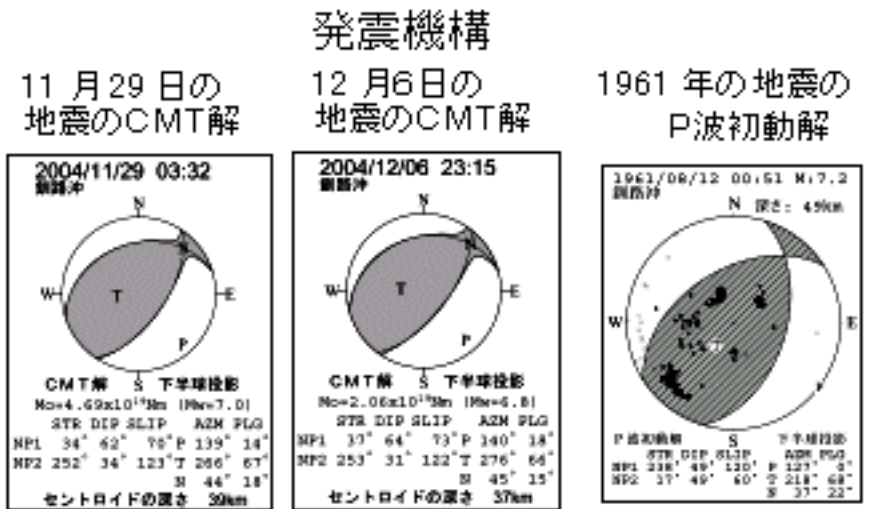 発震機構
11 月29 日の
地震のCMT解
12 月6日の
地震のCMT解
1961 年の地震の
P波初動解
2004/11/29 03:32
釧路沖
N
N
W
T
E
P
CMT解 S 下半球投影
Mo=4.69x10¹⁹Nm (Mw=7.0)
STR DIP SLIP AZM PLG
NP1 34° 62° 70° P 139° 14°
NP2 252° 34° 123° T 266° 67°
N 44° 18°
セントロイドの深さ 39km
2004/12/06 23:15
釧路沖
N
N
W
T
E
P
CMT解 S 下半球投影
Mo=2.06x10¹⁹Nm (Mw=6.8)
STR DIP SLIP AZM PLG
NP1 37° 64° 73° P 140° 18°
NP2 253° 31° 122° T 276° 66°
N 45° 15°
セントロイドの深さ 37km
1961/08/12 00:51 M:7.2
釧路沖
N 深さ: 49km
W
E
P波初動解 S 下半球投影
STR DIP SLIP AZM PLG
NP1 238° 49° 120° P 127° 0°
NP2 17° 49° 60° T 218° 68°
N 37° 22°